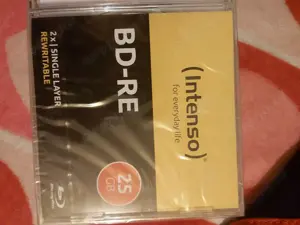 (intenso)®
for everyday life
BD-RE
2x | SINGLE LAYER
REWRITABLE
25
GB